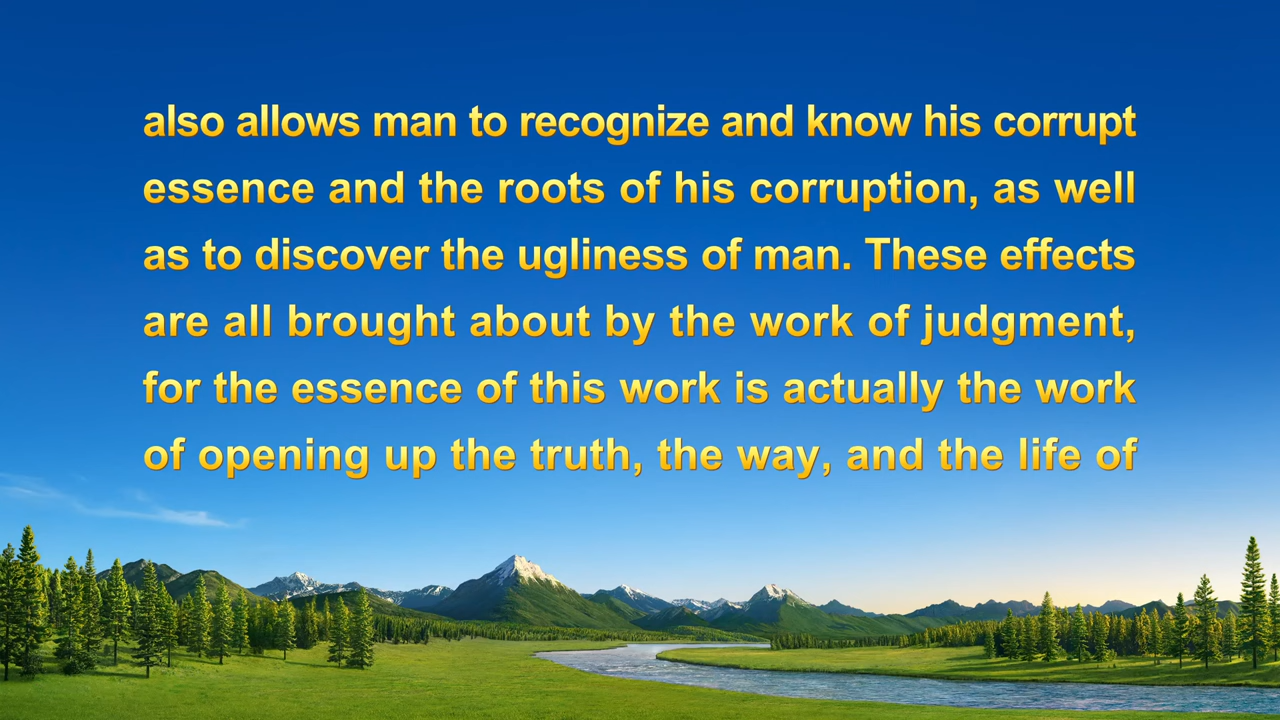 also allows man to recognize and know his corrupt
essence and the roots of his corruption, as well
as to discover the ugliness of man. These effects
are all brought about by the work of judgment,
for the essence of this work is actually the work
of opening up the truth, the way, and the life of